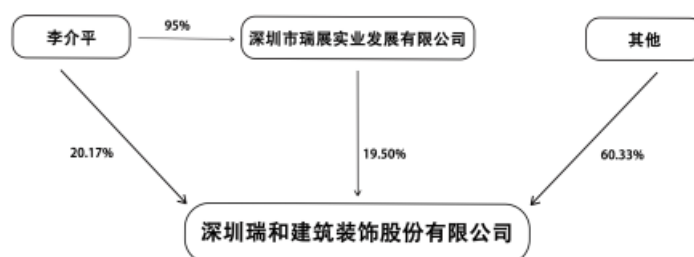 95%
李介平
深圳市瑞展实业发展有限公司
其他
20.17%
19.50%
60.33%
深圳瑞和建筑装饰股份有限公司